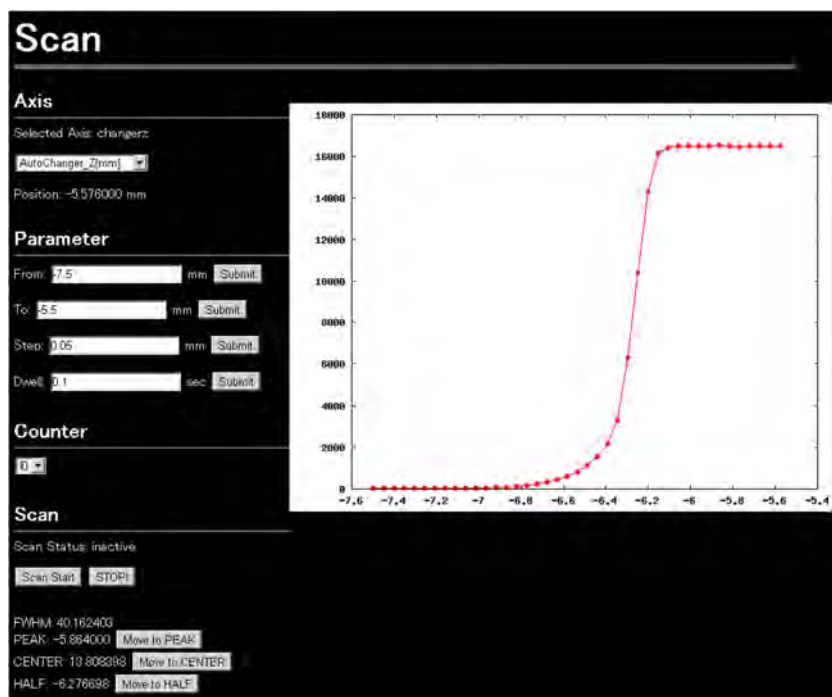 Scan
Axis
Selected Axis: changerz
AutoChanger_Z[mm]
Position: -5.576000 mm
Parameter
From: -7.5 mm Submit
To: -5.5 mm Submit
Step: 0.05 mm Submit
Dwell: 0.1 sec Submit
Counter
0
Scan
Scan Status: inactive
Scan Start STOP!
FWHM: 40.162403
PEAK: -5.864000 Move to PEAK
CENTER: 13.808398 Move to CENTER
HALF: -6.276698 Move to HALF
18000
16000
14000
12000
10000
8000
6000
4000
2000
0
-7.6 -7.4 -7.2 -7 -6.8 -6.6 -6.4 -6.2 -6 -5.8 -5.6 -5.4